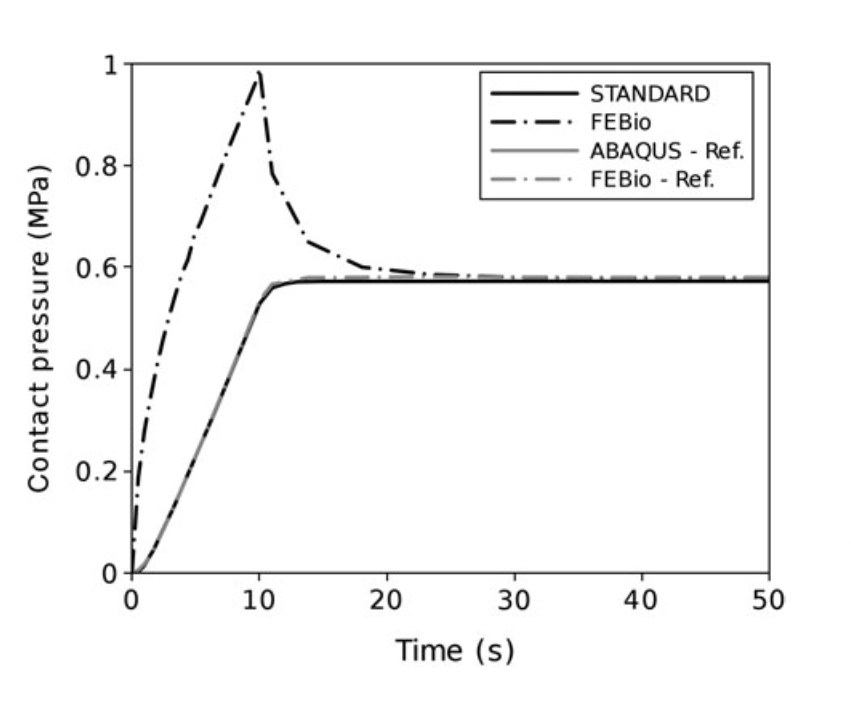 1
0.8
0.6
0.4
0.2
0
0 10 20 30 40 50
Contact pressure (MPa)
Time (s)
STANDARD
FEBio
ABAQUS - Ref.
FEBio - Ref.